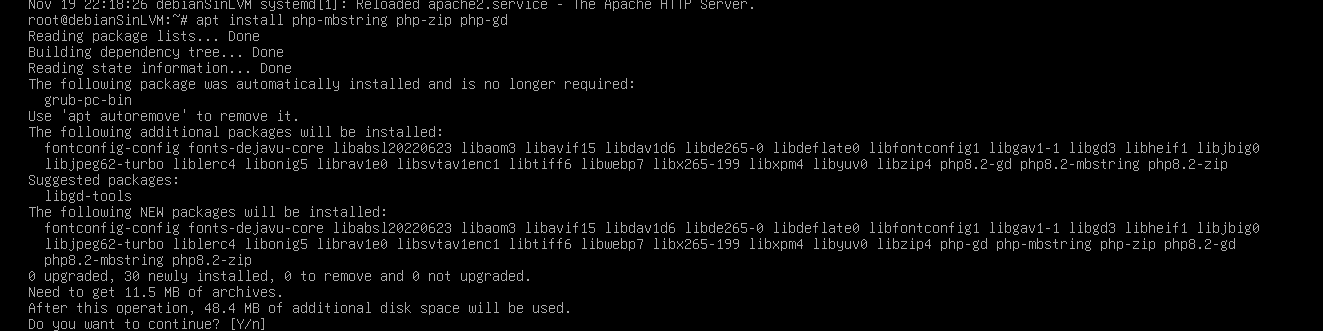 Nov 19 22:18:26 debianSinLVM systemd[1]: Reloaded apache2.service - The Apache HTTP Server.
root@debianSinLVM:~# apt install php-mbstring php-zip php-gd
Reading package lists... Done
Building dependency tree... Done
Reading state information... Done
The following package was automatically installed and is no longer required:
  grub-pc-bin
Use 'apt autoremove' to remove it.
The following additional packages will be installed:
  fontconfig-config fonts-dejavu-core libabsl20220623 libaom3 libavif15 libdav1d6 libde265-0 libdeflate0 libfontconfig1 libgav1-1 libgd3 libheif1 libjbig0
  libjpeg62-turbo liblerc4 libonig5 librav1e0 libsvtav1enc1 libtiff6 libwebp7 libx265-199 libxpm4 libyuv0 libzip4 php8.2-gd php8.2-mbstring php8.2-zip
Suggested packages:
  libgd-tools
The following NEW packages will be installed:
  fontconfig-config fonts-dejavu-core libabsl20220623 libaom3 libavif15 libdav1d6 libde265-0 libdeflate0 libfontconfig1 libgav1-1 libgd3 libheif1 libjbig0
  libjpeg62-turbo liblerc4 libonig5 librav1e0 libsvtav1enc1 libtiff6 libwebp7 libx265-199 libxpm4 libyuv0 libzip4 php-gd php-mbstring php-zip php8.2-gd
  php8.2-mbstring php8.2-zip
0 upgraded, 30 newly installed, 0 to remove and 0 not upgraded.
Need to get 11.5 MB of archives.
After this operation, 48.4 MB of additional disk space will be used.
Do you want to continue? [Y/n]